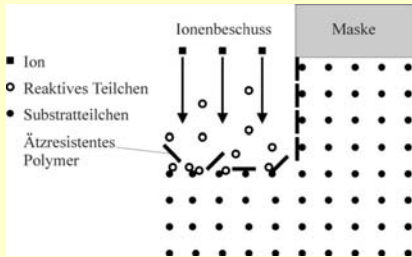 Ionenbeschuss
Maske
Ion
Reaktives Teilchen
Substratteilchen
Ätzresistentes
Polymer